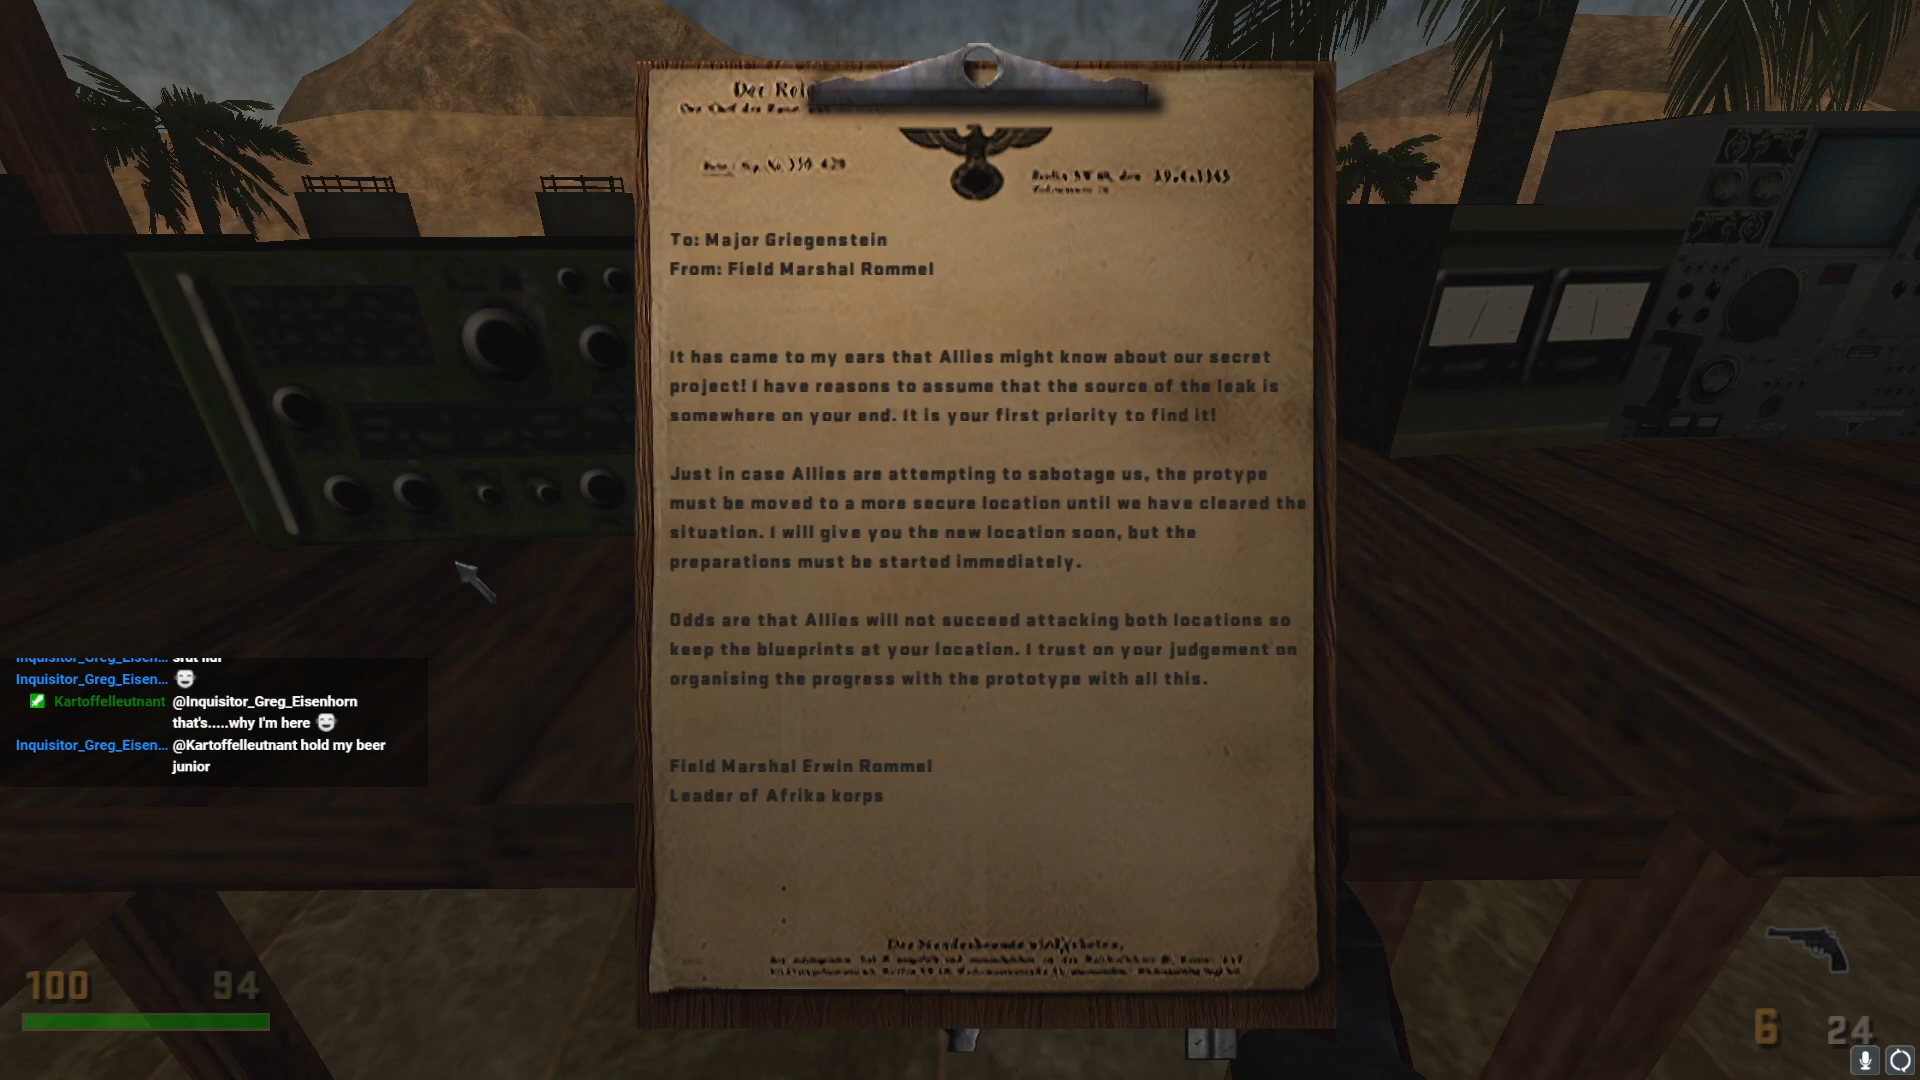 Der
To: Major Griegenstein
From: Field Marshal Rommel
It has came to my ears that Allies might know about our secret
project! I have reasons to assume that the source of the leak is
somewhere on your end. It is your first priority to find it!
Just in case Allies are attempting to sabotage us, the protype
must be moved to a more secure location until we have cleared the
situation. I will give you the new location soon, but the
preparations must be started immediately.
Odds are that Allies will not succeed attacking both locations so
keep the blueprints at your location. I trust on your judgement on
organising the progress with the prototype with all this.
Field Marshal Erwin Rommel
Leader of Afrika korps
Inquisitor_Greg_Eisen...
Inquisitor_Greg_Eisen...
Kartoffelleutnant @Inquisitor_Greg_Eisenhorn
that's.....why I'm here
Inquisitor_Greg_Eisen... @Kartoffelleutnant hold my beer
junior
100 94
6 24